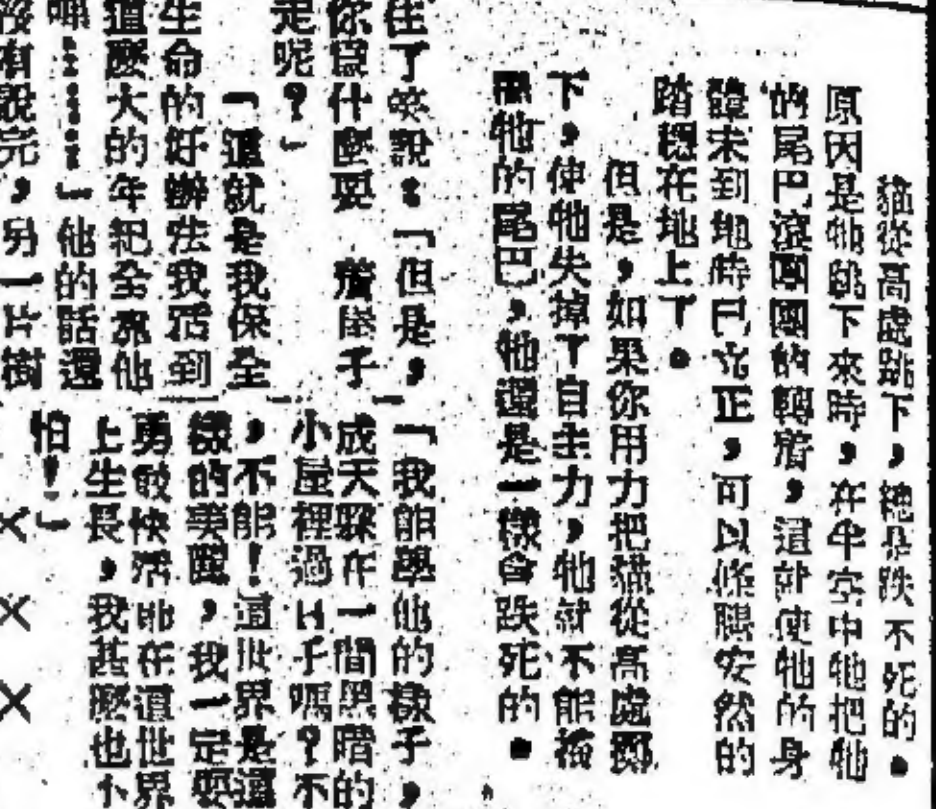 貓從高處跳下，總是跌不死的。
原因是牠跳下來時，在半空中牠把牠
的尾巴滾團團的轉着，這就使牠的身
體未到地時已克正，可以條腿安然的
踏穩在地上了。
但是，如果你用力把貓從高處擲
下，使牠失掉了自主力，牠就不能搖
牠的尾巴，牠還是一樣會跌死的。
住了笑說：「但是，
你為什麼要 着 子
走呢？」
「這就是我保全
生命的好辦法我活到
這麼大的年紀全靠他
……」他的話還
沒有說完，另一片樹
「我能學他的樣子，
成天躲在一間黑暗的
小屋裡過日子嗎？不
，不能！這世界是這
樣的美麗，我一定要
勇敢快活地在這世界
上生長，我甚麼也不
怕！」
×××